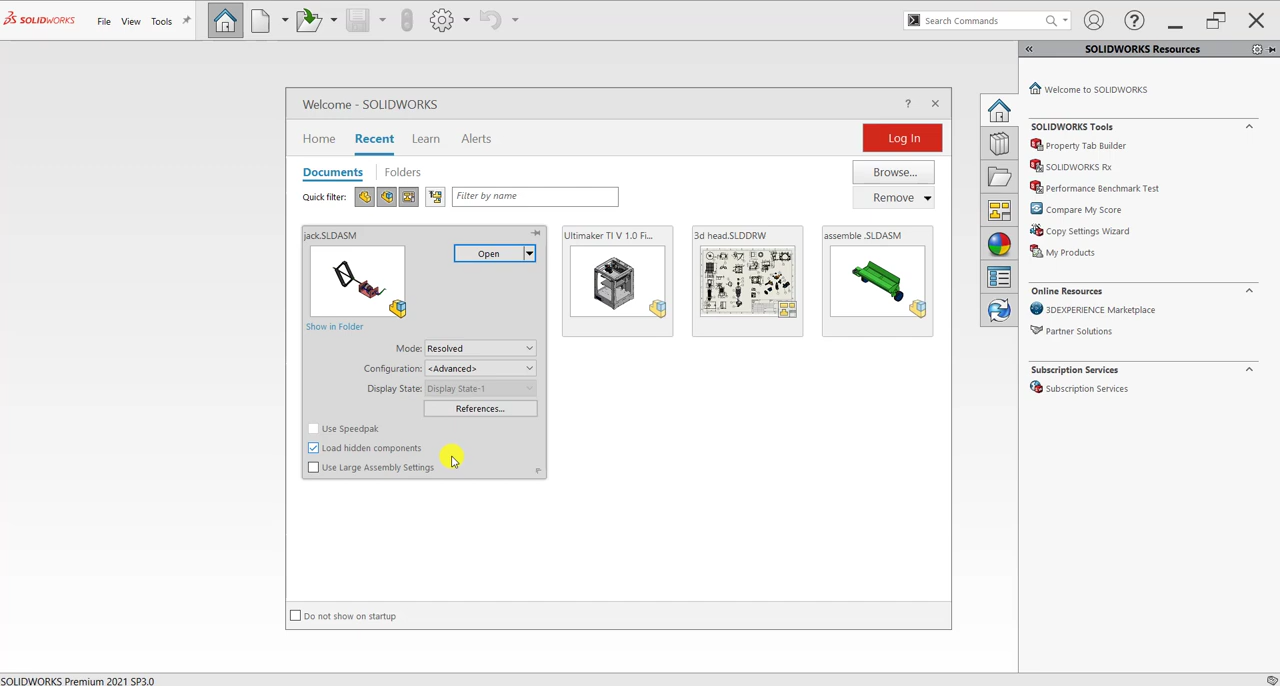 SOLIDWORKS File View Tools Search Commands
SOLIDWORKS Resources
Welcome to SOLIDWORKS
SOLIDWORKS Tools
Property Tab Builder
SOLIDWORKS Rx
Performance Benchmark Test
Compare My Score
Copy Settings Wizard
My Products
Online Resources
3DEXPERIENCE Marketplace
Partner Solutions
Subscription Services
Subscription Services
Welcome - SOLIDWORKS
Home Recent Learn Alerts Log In
Documents Folders Browse...
Quick filter: Filter by name Remove
jack.SLDASM
Open
Show in Folder
Mode: Resolved
Configuration: <Advanced>
Display State: Display State-1
References...
Use Speedpak
Load hidden components
Use Large Assembly Settings
Ultimaker TI V 1.0 Fi...
3d head.SLDDRW
assemble .SLDASM
Do not show on startup
SOLIDWORKS Premium 2021 SP3.0